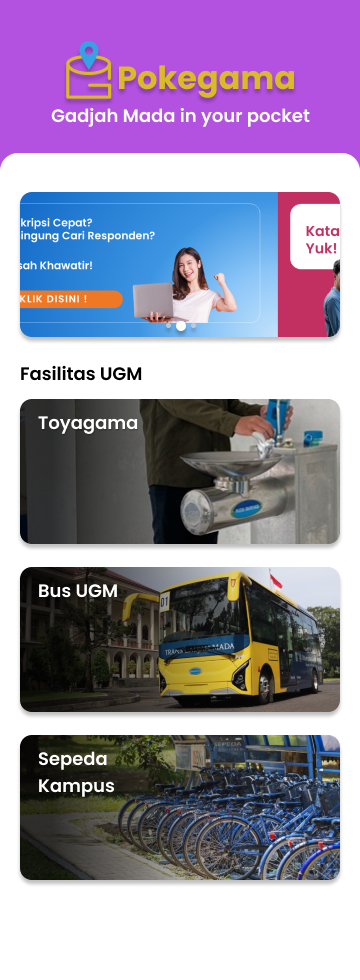 Pokegama
Gadjah Mada in your pocket
kripsi Cepat?
ingung Cari Responden?
sah Khawatir!
KLIK DISINI !
Kata
Yuk!
Fasilitas UGM
Toyagama
Bus UGM
01
Sepeda
Kampus